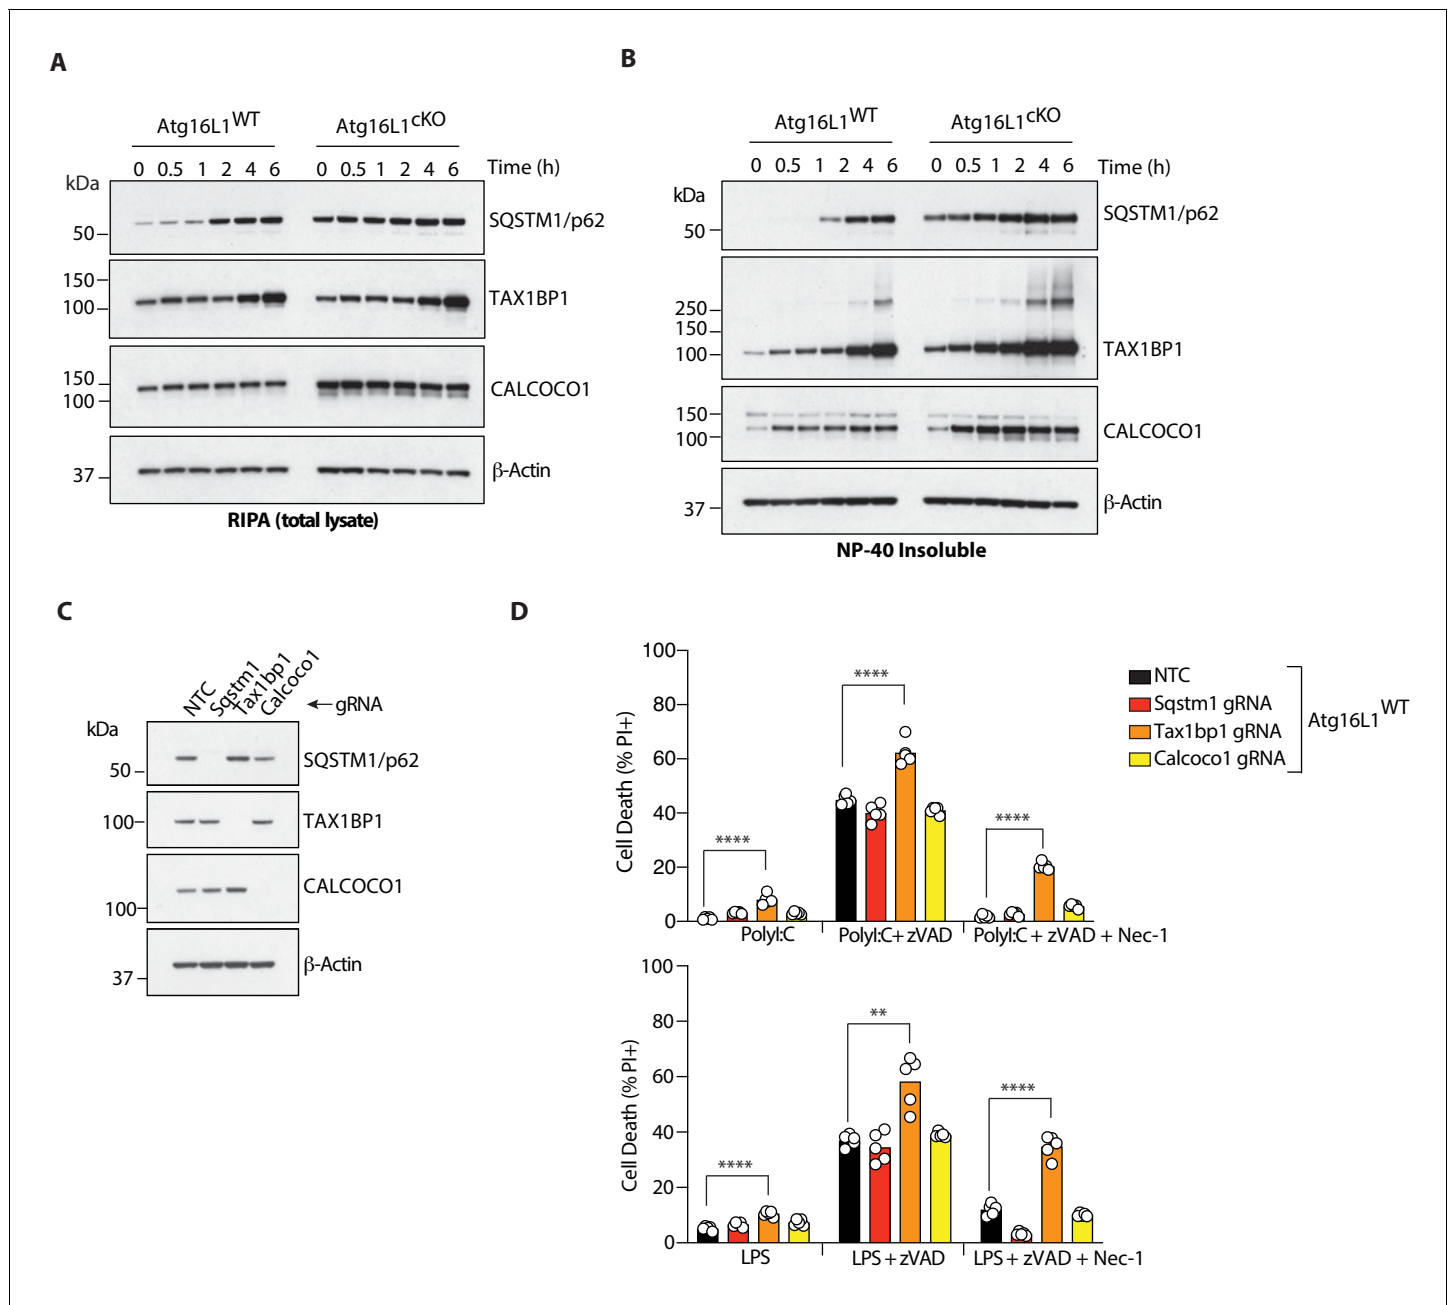 A
Atg16L1WT Atg16L1cKO
0 0.5 1 2 4 6 0 0.5 1 2 4 6 Time (h)
kDa
50 SQSTM1/p62
150
100 TAX1BP1
150
100 CALCOCO1
37 β-Actin
RIPA (total lysate)
B
Atg16L1WT Atg16L1cKO
0 0.5 1 2 4 6 0 0.5 1 2 4 6 Time (h)
kDa
50 SQSTM1/p62
250
150
100 TAX1BP1
150
100 CALCOCO1
37 β-Actin
NP-40 Insoluble
C
NTC Sqstm1 Tax1bp1 Calcoco1 ← gRNA
kDa
50 SQSTM1/p62
100 TAX1BP1
100 CALCOCO1
37 β-Actin
D
Cell Death (% PI+)
100
80
60
40
20
0
**** **** ****
PolyI:C PolyI:C+ zVAD PolyI:C + zVAD + Nec-1
NTC
Sqstm1 gRNA
Tax1bp1 gRNA
Calcoco1 gRNA
Atg16L1WT
Cell Death (% PI+)
100
80
60
40
20
0
**** ** ****
LPS LPS + zVAD LPS + zVAD + Nec-1